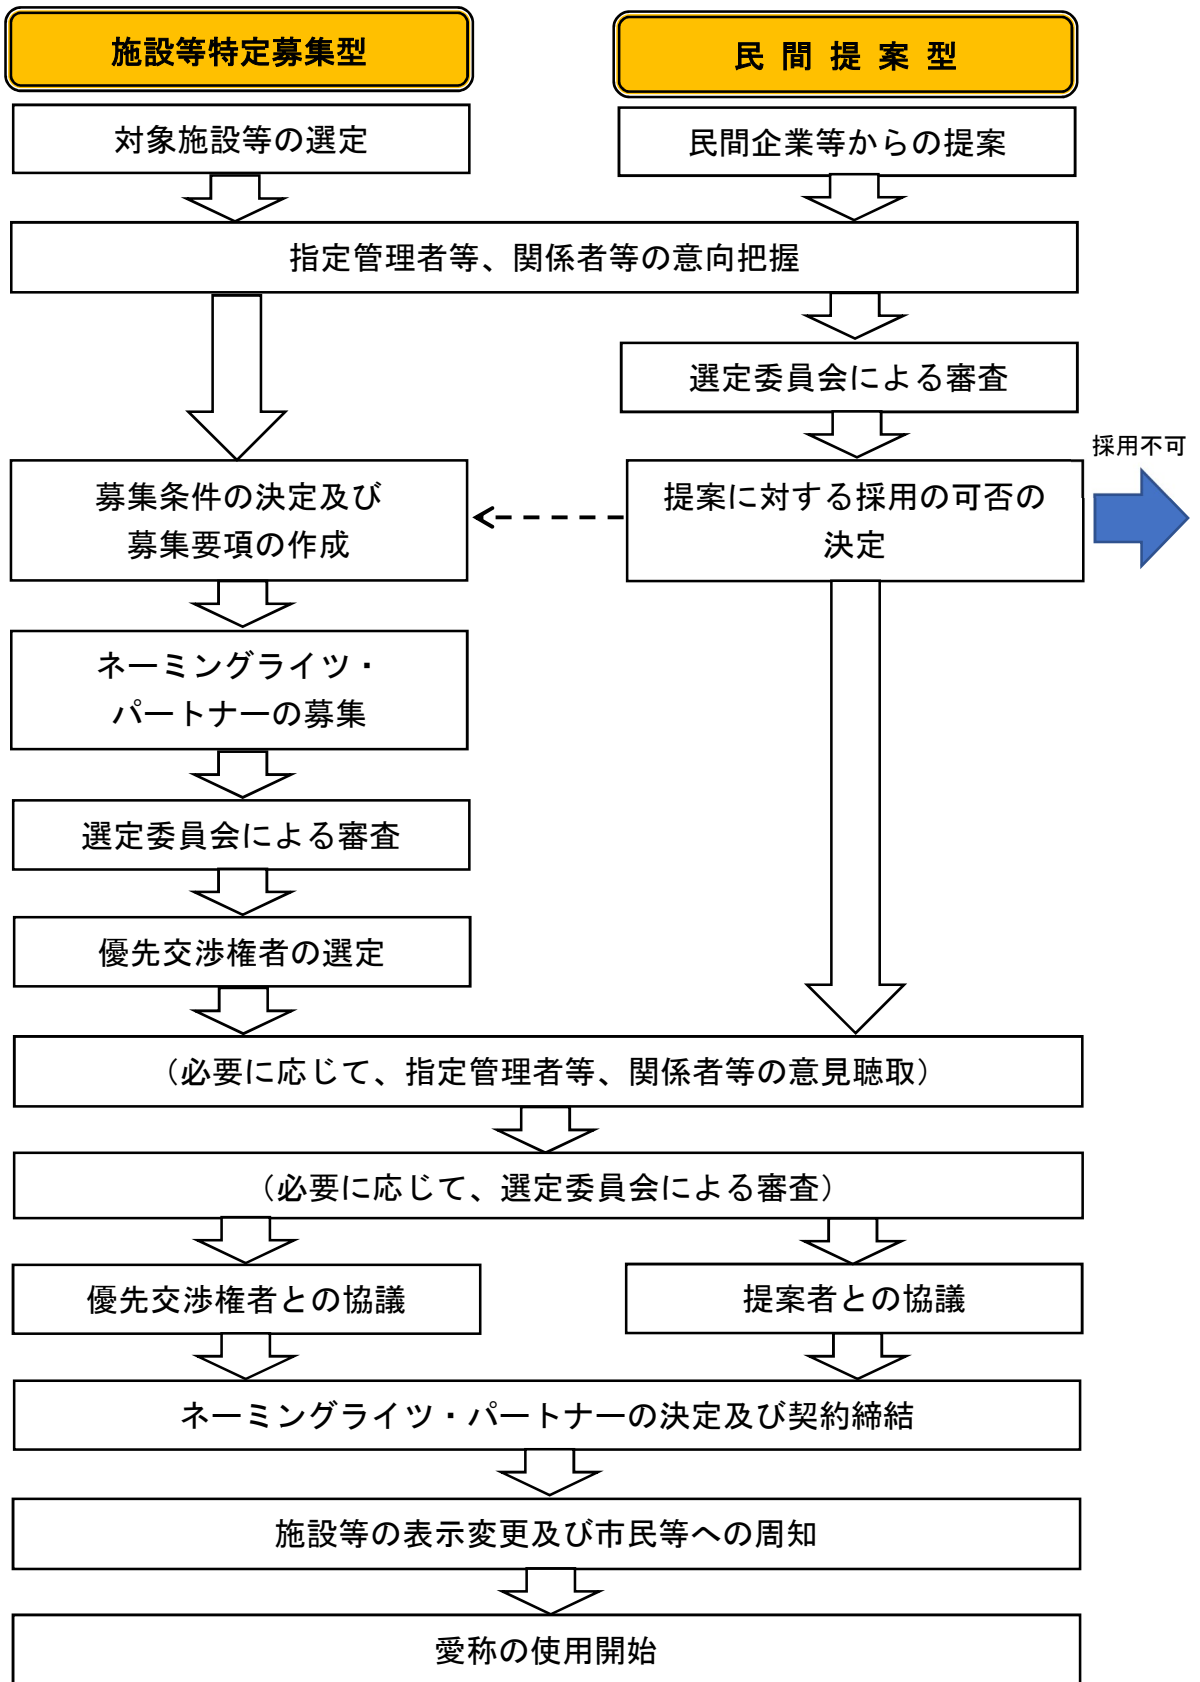 施設等特定募集型
民間提案型
対象施設等の選定
民間企業等からの提案
指定管理者等、関係者等の意向把握
選定委員会による審査
採用不可
募集条件の決定及び
募集要項の作成
提案に対する採用の可否の
決定
ネーミングライツ・
パートナーの募集
選定委員会による審査
優先交渉権者の選定
（必要に応じて、指定管理者等、関係者等の意見聴取）
（必要に応じて、選定委員会による審査）
優先交渉権者との協議
提案者との協議
ネーミングライツ・パートナーの決定及び契約締結
施設等の表示変更及び市民等への周知
愛称の使用開始